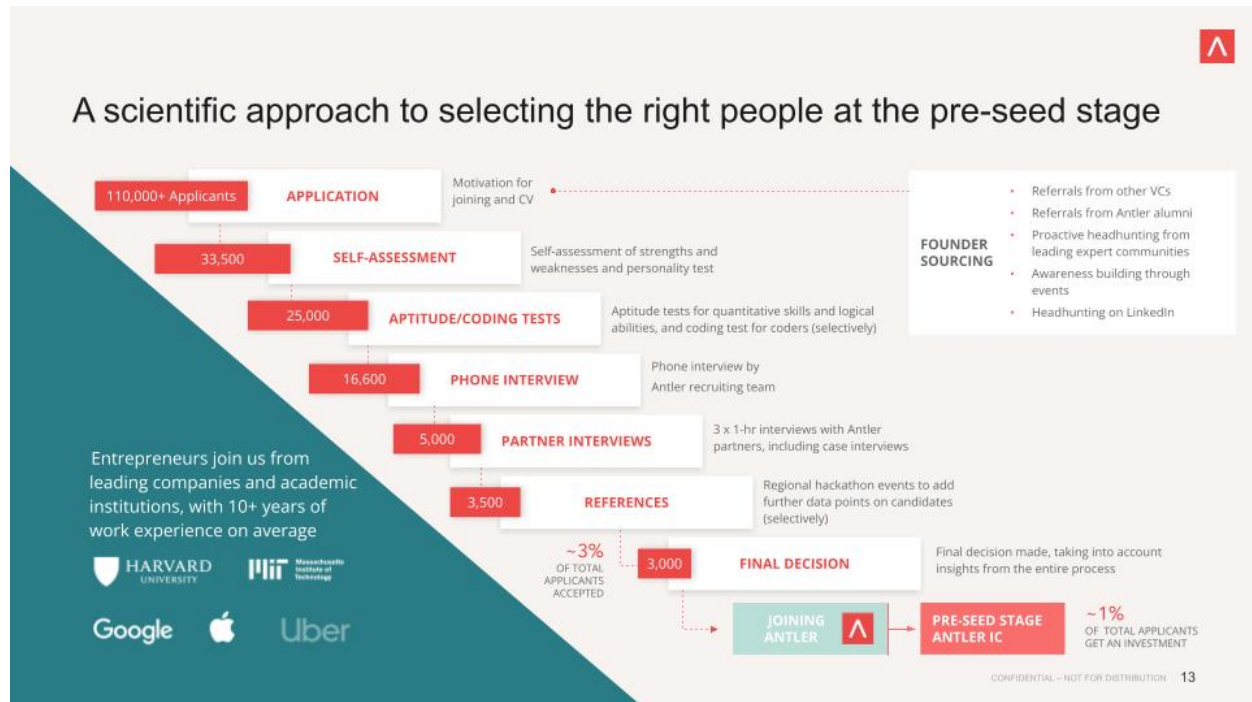 A scientific approach to selecting the right people at the pre-seed stage
110,000+ Applicants
APPLICATION
Motivation for
joining and CV
33,500
SELF-ASSESSMENT
Self-assessment of strengths and
weaknesses and personality test
25,000
APTITUDE/CODING TESTS
Aptitude tests for quantitative skills and logical
abilities, and coding test for coders (selectively)
16,600
PHONE INTERVIEW
Phone interview by
Antler recruiting team
5,000
PARTNER INTERVIEWS
3 x 1-hr interviews with Antler
partners, including case interviews
3,500
REFERENCES
Regional hackathon events to add
further data points on candidates
(selectively)
~3%
OF TOTAL
APPLICANTS
ACCEPTED
3,000
FINAL DECISION
Final decision made, taking into account
insights from the entire process
JOINING
ANTLER
PRE-SEED STAGE
ANTLER IC
~1%
OF TOTAL APPLICANTS
GET AN INVESTMENT
FOUNDER
SOURCING
• Referrals from other VCs
• Referrals from Antler alumni
• Proactive headhunting from
leading expert communities
• Awareness building through
events
• Headhunting on LinkedIn
Entrepreneurs join us from
leading companies and academic
institutions, with 10+ years of
work experience on average
HARVARD
UNIVERSITY
MIT
Massachusetts
Institute of
Technology
Google
Uber
CONFIDENTIAL – NOT FOR DISTRIBUTION 13